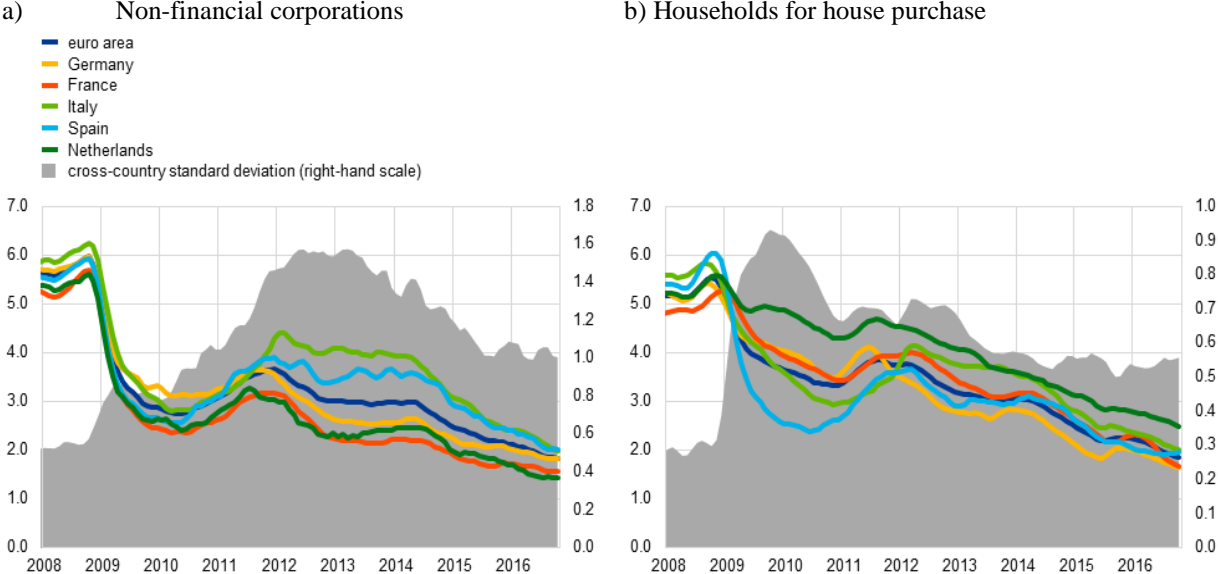 a) Non-financial corporations
b) Households for house purchase
euro area
Germany
France
Italy
Spain
Netherlands
cross-country standard deviation (right-hand scale)
7.0 1.8 7.0 1.0
6.0 1.6 6.0 0.9
5.0 1.4 5.0 0.8
4.0 1.2 4.0 0.7
3.0 1.0 3.0 0.6
2.0 0.8 2.0 0.5
1.0 0.6 1.0 0.4
0.0 0.4 0.0 0.3
0.2 0.2
0.0 0.1
0.0
2008 2009 2010 2011 2012 2013 2014 2015 2016
2008 2009 2010 2011 2012 2013 2014 2015 2016